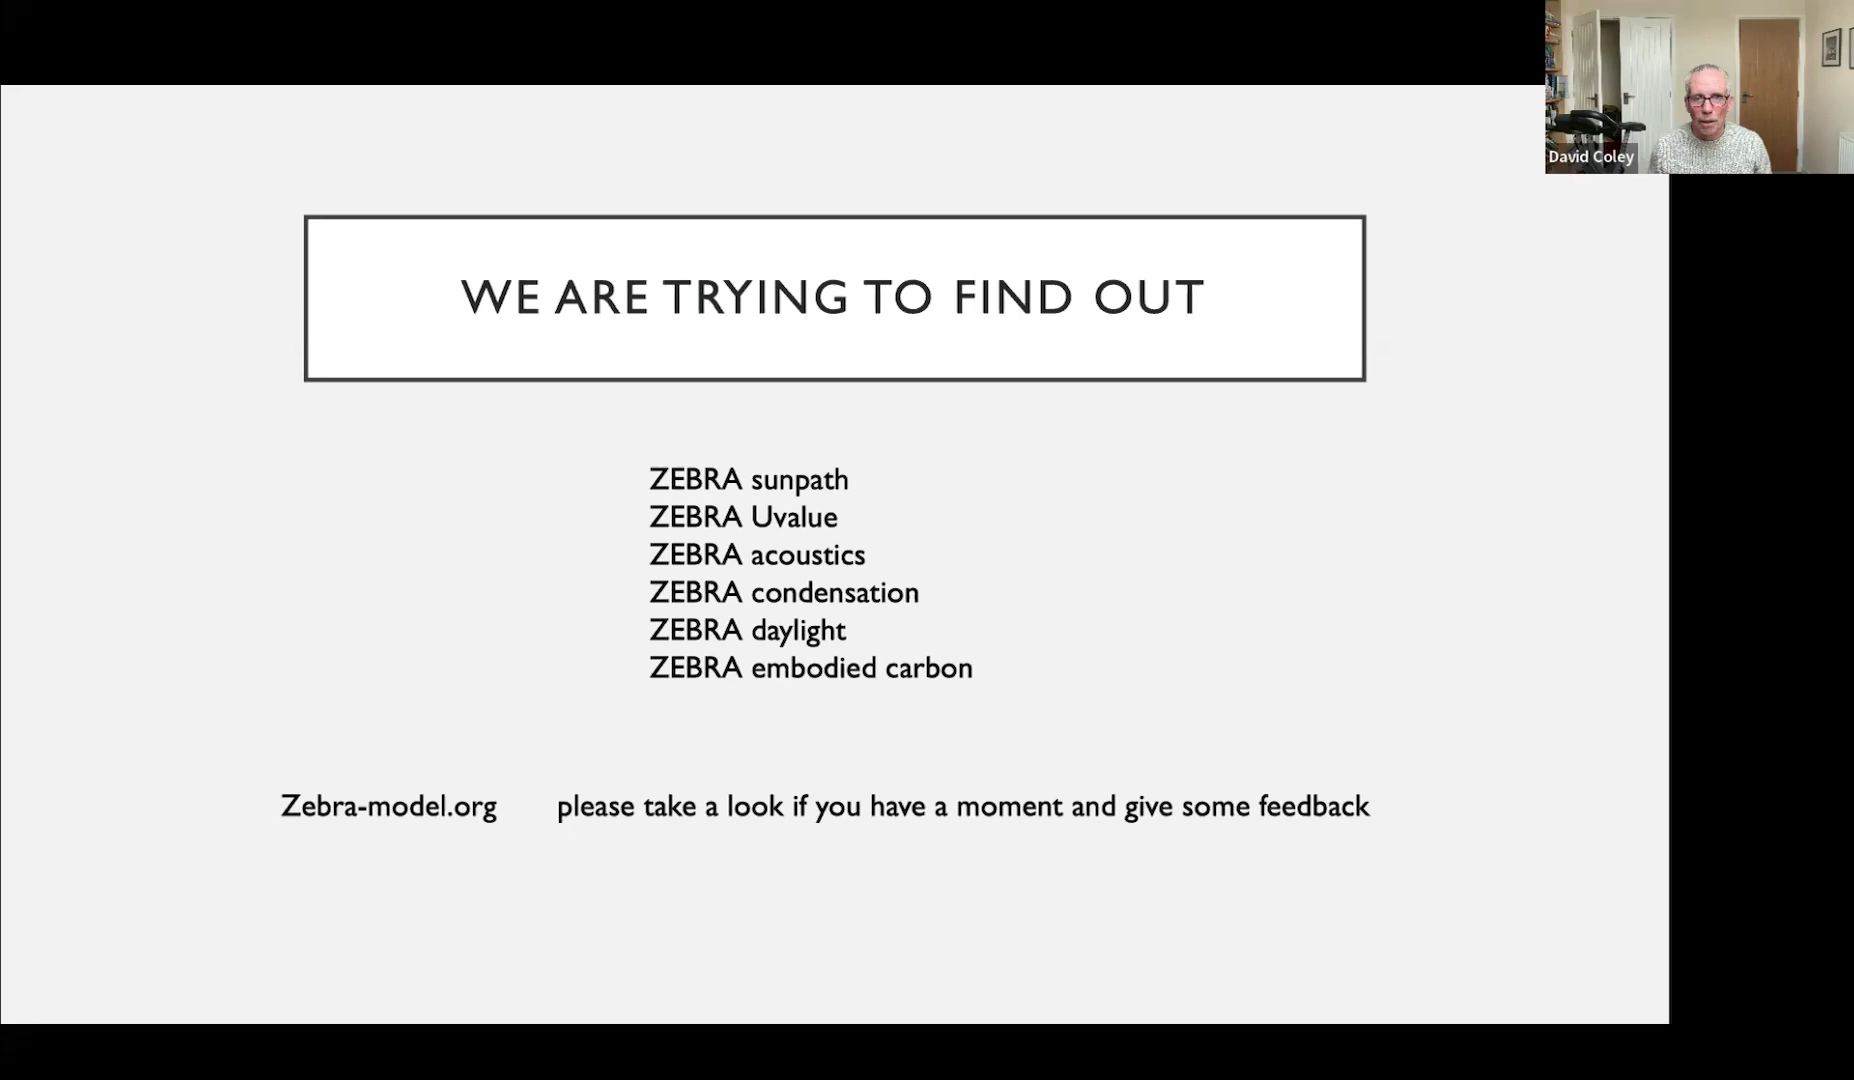 David Coley
WE ARE TRYING TO FIND OUT
ZEBRA sunpath
ZEBRA Uvalue
ZEBRA acoustics
ZEBRA condensation
ZEBRA daylight
ZEBRA embodied carbon
Zebra-model.org please take a look if you have a moment and give some feedback